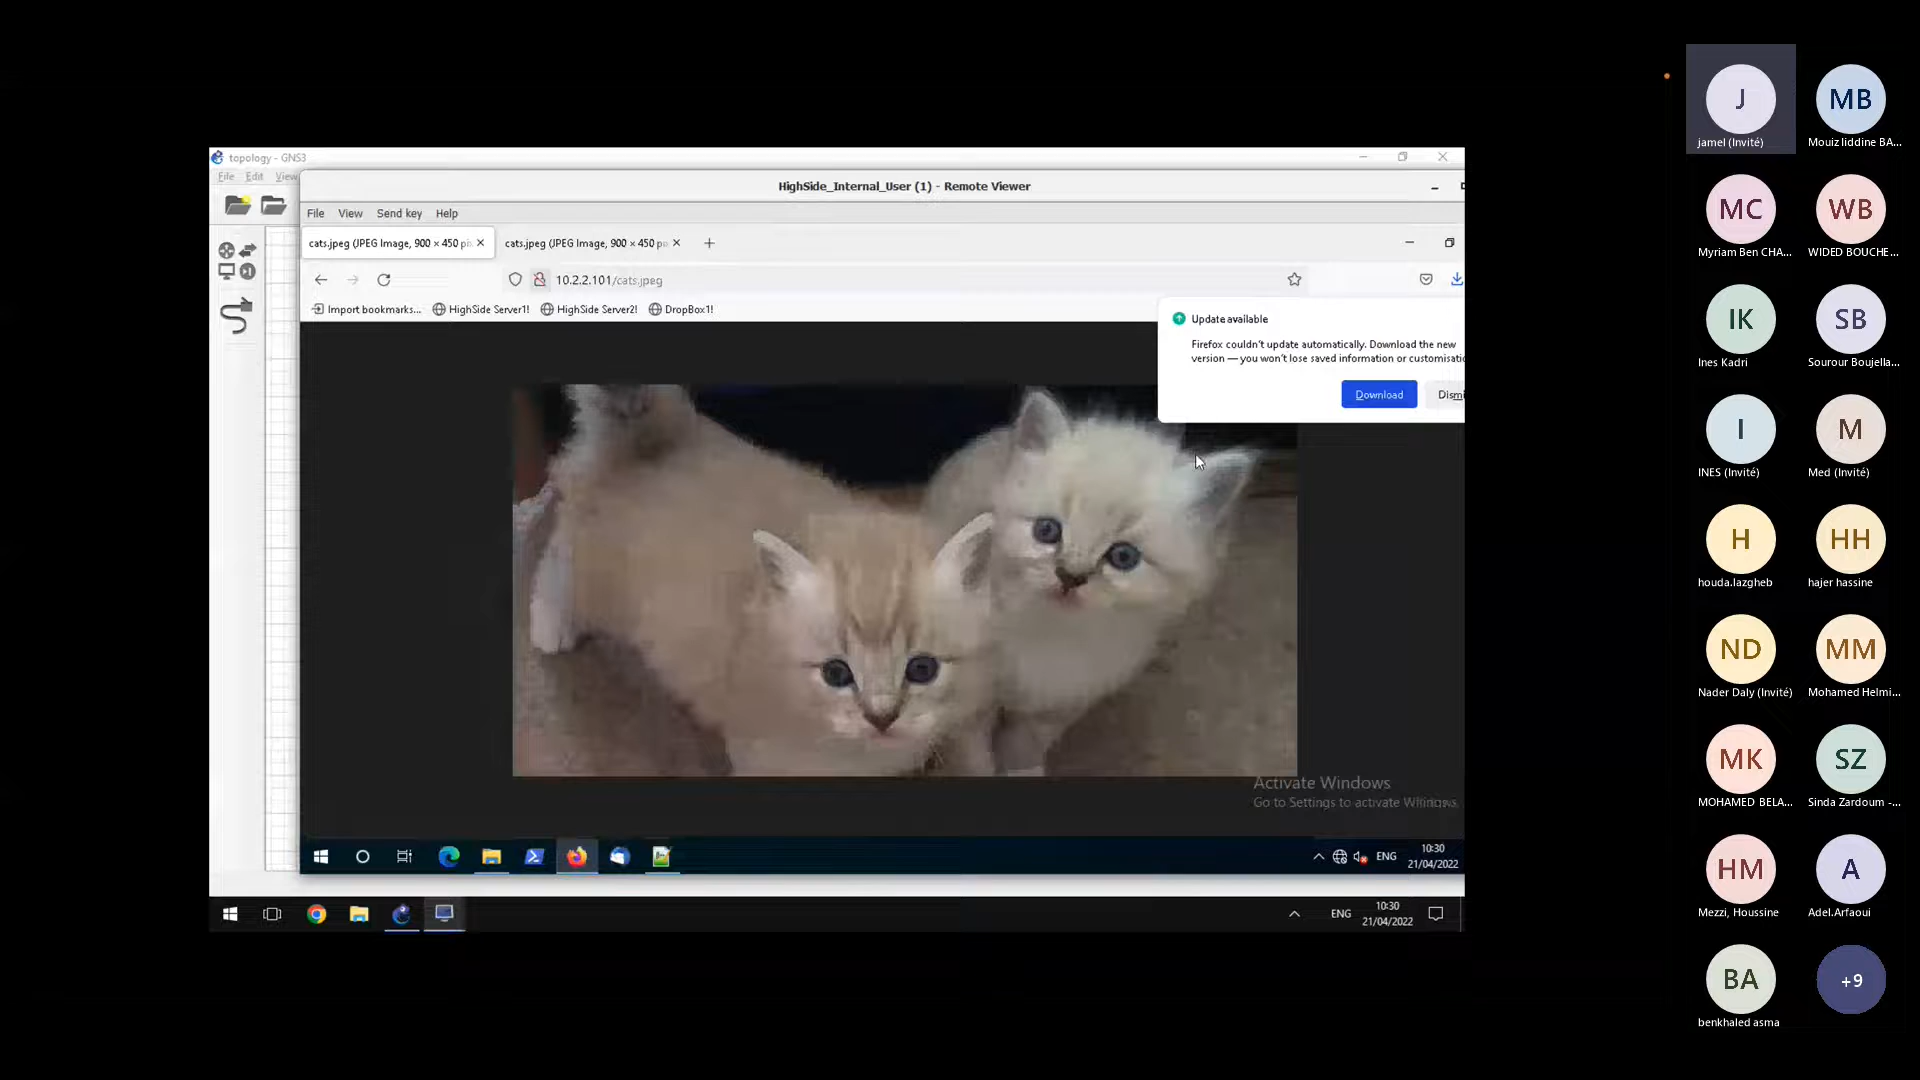 topology - GNS3
File Edit View
HighSide_Internal_User (1) - Remote Viewer
File View Send key Help
cats.jpeg (JPEG Image, 900 × 450 pi
cats.jpeg (JPEG Image, 900 × 450 po
10.2.2.101/cats.jpeg
Import bookmarks...
HighSide Server1!
HighSide Server2!
DropBox1!
Update available
Firefox couldn't update automatically. Download the new
version — you won't lose saved information or customisatio
Download
Dismi
Activate Windows
Go to Settings to activate Windows.
ENG
10:30
21/04/2022
ENG
10:30
21/04/2022
J
jamel (Invité)
MB
Mouiz liddine BA...
MC
Myriam Ben CHA...
WB
WIDED BOUCHE...
IK
Ines Kadri
SB
Sourour Boujella...
I
INES (Invité)
M
Med (Invité)
H
houda.lazgheb
HH
hajer hassine
ND
Nader Daly (Invité)
MM
Mohamed Helmi...
MK
MOHAMED BELA...
SZ
Sinda Zardoum -...
HM
Mezzi, Houssine
A
Adel.Arfaoui
BA
benkhaled asma
+9